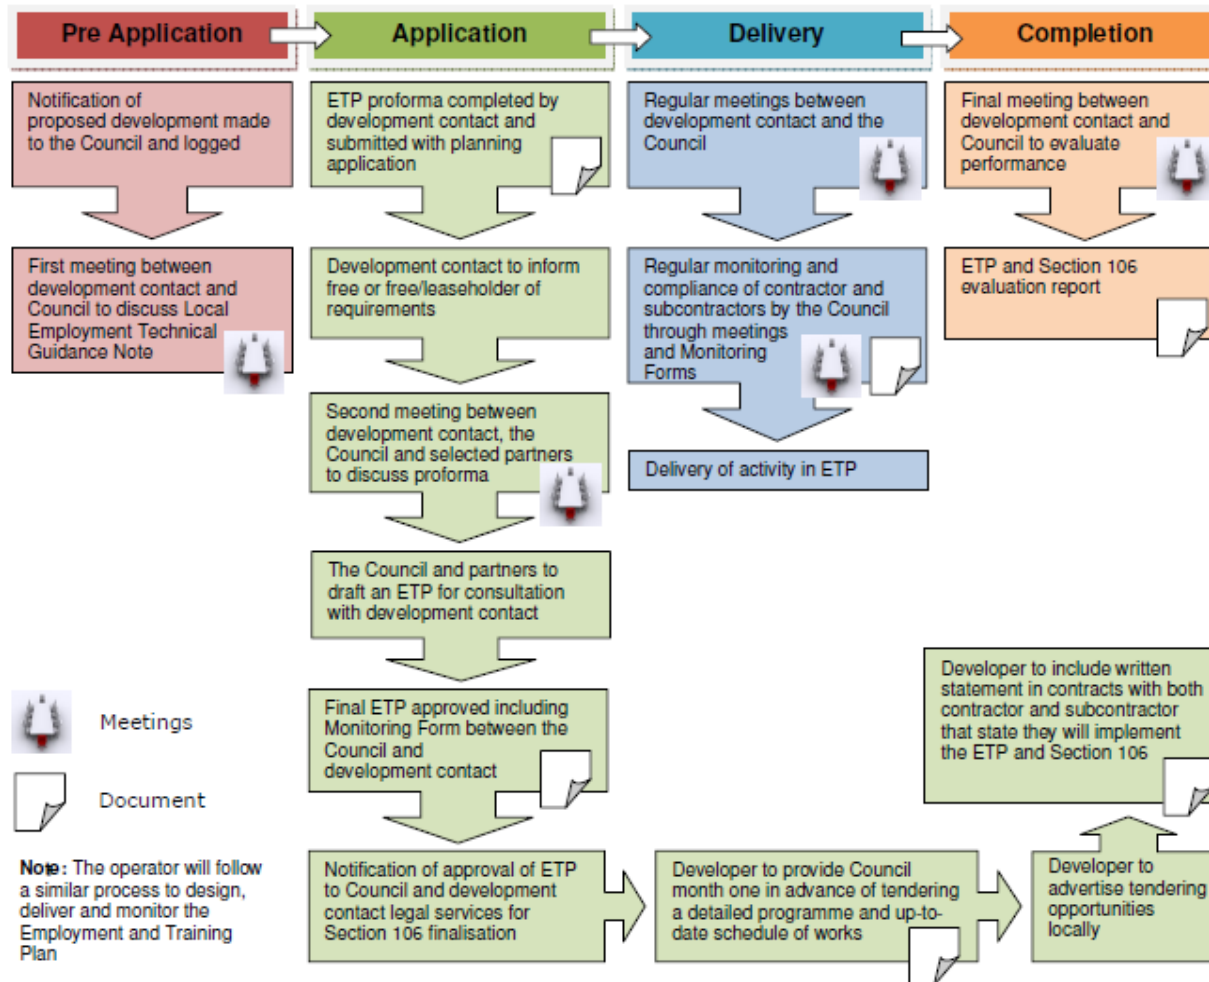 Pre Application
Application
Delivery
Completion
Notification of
proposed development made
to the Council and logged
First meeting between
development contact and
Council to discuss Local
Employment Technical
Guidance Note
ETP proforma completed by
development contact and
submitted with planning
application
Development contact to inform
free or free/leaseholder of
requirements
Second meeting between
development contact, the
Council and selected partners
to discuss proforma
The Council and partners to
draft an ETP for consultation
with development contact
Final ETP approved including
Monitoring Form between the
Council and
development contact
Notification of approval of ETP
to Council and development
contact legal services for
Section 106 finalisation
Developer to provide Council
month one in advance of tendering
a detailed programme and up-to-
date schedule of works
Developer to
advertise tendering
opportunities
locally
Developer to include written
statement in contracts with both
contractor and subcontractor
that state they will implement
the ETP and Section 106
Regular meetings between
development contact and the
Council
Regular monitoring and
compliance of contractor and
subcontractors by the Council
through meetings
and Monitoring
Forms
Delivery of activity in ETP
Final meeting between
development contact and
Council to evaluate
performance
ETP and Section 106
evaluation report
Meetings
Document
Note: The operator will follow
a similar process to design,
deliver and monitor the
Employment and Training
Plan